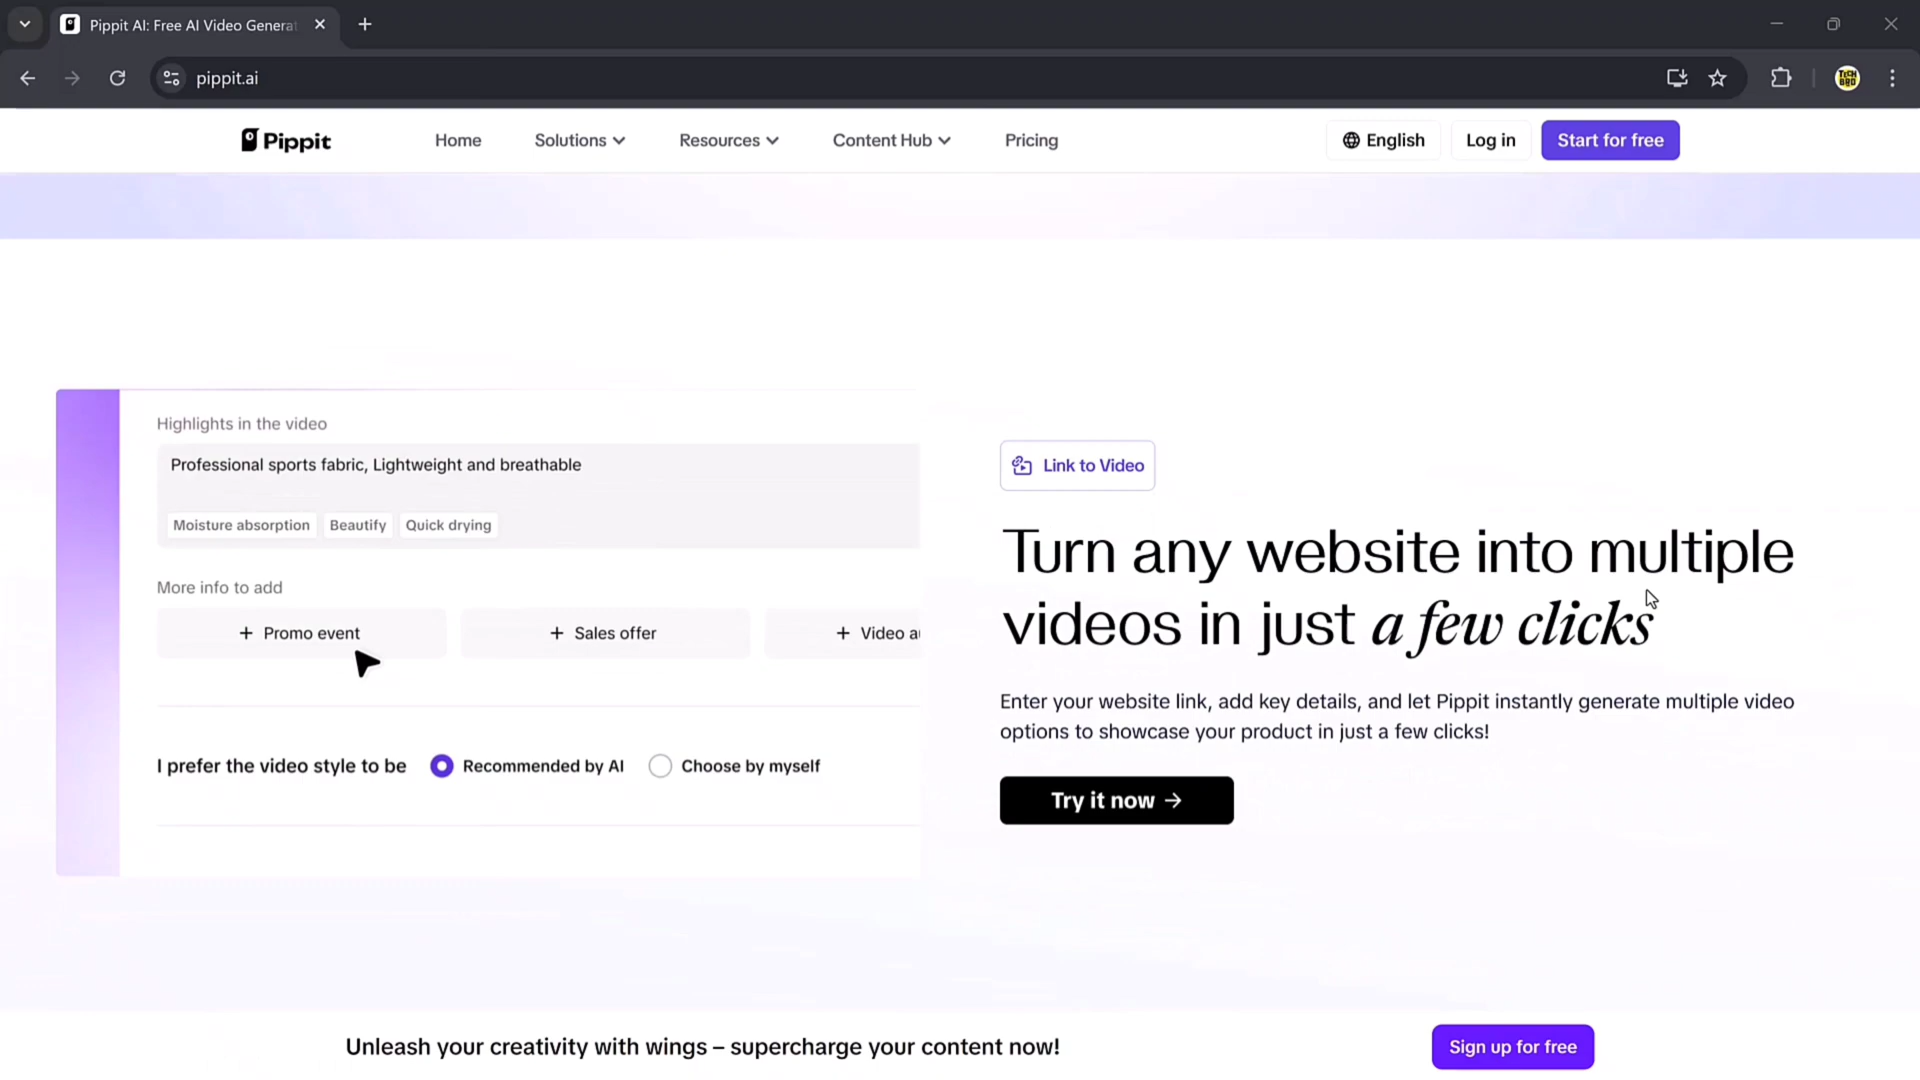 Pippit AI: Free AI Video Genera
pippit.ai
TECH BRO
Pippit
Home
Solutions
Resources
Content Hub
Pricing
English
Log in
Start for free
Highlights in the video
Professional sports fabric, Lightweight and breathable
Moisture absorption
Beautify
Quick drying
More info to add
+ Promo event
+ Sales offer
+ Video au
I prefer the video style to be
Recommended by AI
Choose by myself
Link to Video
Turn any website into multiple
videos in just a few clicks
Enter your website link, add key details, and let Pippit instantly generate multiple video
options to showcase your product in just a few clicks!
Try it now →
Unleash your creativity with wings – supercharge your content now!
Sign up for free